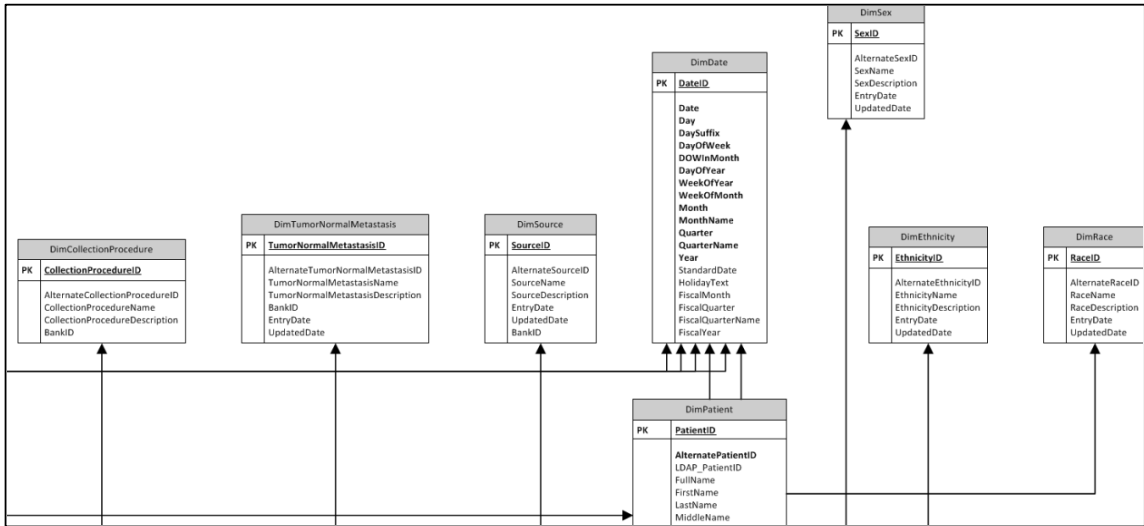 DimSex
PK SexID
AlternateSexID
SexName
SexDescription
EntryDate
UpdatedDate
DimDate
PK DateID
Date
Day
DaySuffix
DayOfWeek
DOWInMonth
DayOfYear
WeekOfYear
WeekOfMonth
Month
MonthName
Quarter
QuarterName
Year
StandardDate
HolidayText
FiscalMonth
FiscalQuarter
FiscalQuarterName
FiscalYear
DimCollectionProcedure
PK CollectionProcedureID
AlternateCollectionProcedureID
CollectionProcedureName
CollectionProcedureDescription
BankID
DimTumorNormalMetastasis
PK TumorNormalMetastasisID
AlternateTumorNormalMetastasisID
TumorNormalMetastasisName
TumorNormalMetastasisDescription
BankID
EntryDate
UpdatedDate
DimSource
PK SourceID
AlternateSourceID
SourceName
SourceDescription
EntryDate
UpdatedDate
BankID
DimEthnicity
PK EthnicityID
AlternateEthnicityID
EthnicityName
EthnicityDescription
EntryDate
UpdatedDate
DimRace
PK RaceID
AlternateRaceID
RaceName
RaceDescription
EntryDate
UpdatedDate
DimPatient
PK PatientID
AlternatePatientID
LDAP_PatientID
FullName
FirstName
LastName
MiddleName